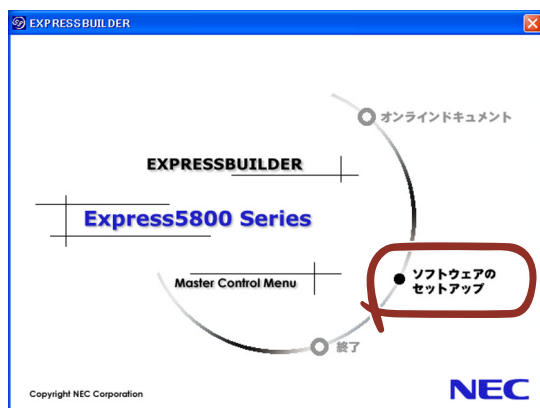 EXPRESSBUILDER
オンラインドキュメント
EXPRESSBUILDER
Express5800 Series
ソフトウェアの
セットアップ
Master Control Menu
終了
Copyright NEC Corporation
NEC